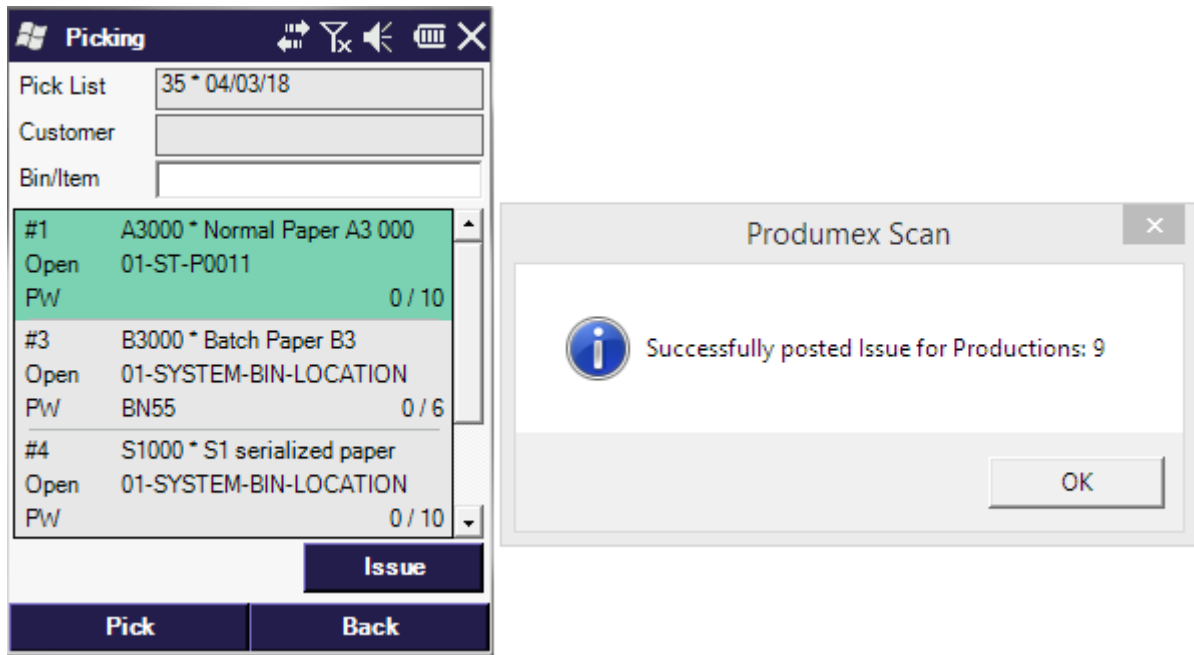 Picking
Pick List 35 * 04/03/18
Customer
Bin/Item
#1 A3000 * Normal Paper A3 000
Open 01-ST-P0011
PW 0 / 10
#3 B3000 * Batch Paper B3
Open 01-SYSTEM-BIN-LOCATION
PW BN55 0 / 6
#4 S1000 * S1 serialized paper
Open 01-SYSTEM-BIN-LOCATION
PW 0 / 10
Issue
Pick Back
Produmex Scan
Successfully posted Issue for Productions: 9
OK